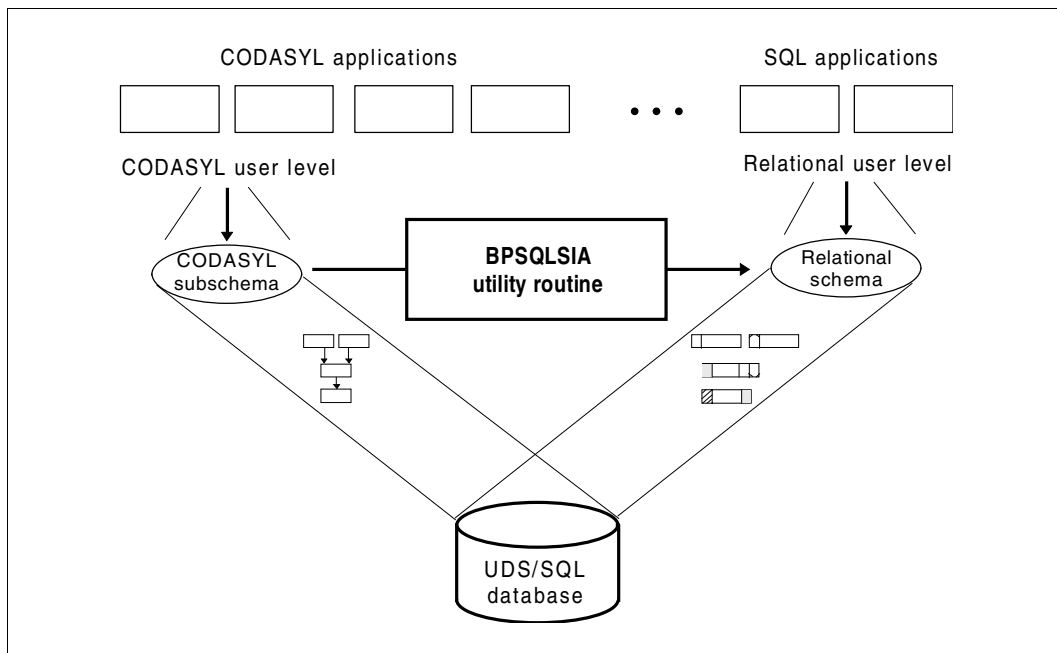 CODASYL applications
SQL applications
CODASYL user level
Relational user level
CODASYL
subschema
BPSQLSIA
utility routine
Relational
schema
UDS/SQL
database